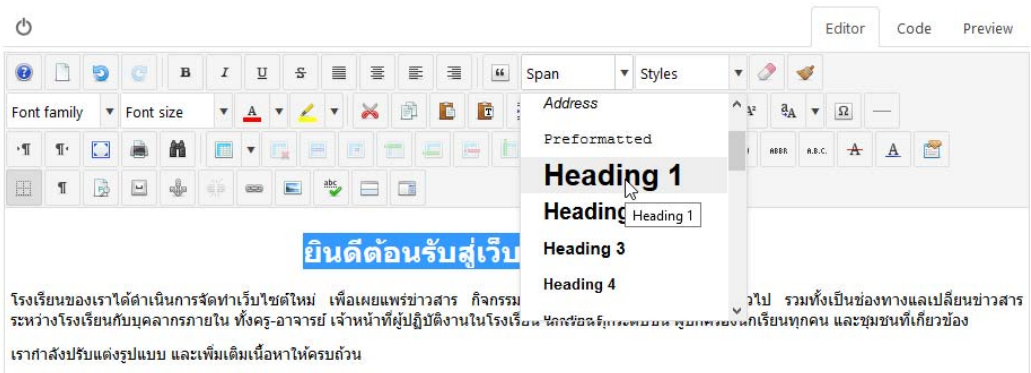 Editor Code Preview
B I U S Span Styles
Font family Font size A Ω
ABBR A.B.C. A A
Address
Preformatted
Heading 1
Heading
Heading 1
Heading 3
Heading 4
ยินดีต้อนรับสู่เว็บ
โรงเรียนของเราได้ดำเนินการจัดทำเว็บไซต์ใหม่ เพื่อเผยแพร่ข่าวสาร กิจกรรม รวมทั้งเป็นช่องทางแลเปลี่ยนข่าวสาร
ระหว่างโรงเรียนกับบุคลากรภายใน ทั้งครู-อาจารย์ เจ้าหน้าที่ผู้ปฏิบัติงานในโรงเรียน และชุมชนที่เกี่ยวข้อง
เรากำลังปรับแต่งรูปแบบ และเพิ่มเติมเนื้อหาให้ครบถ้วน